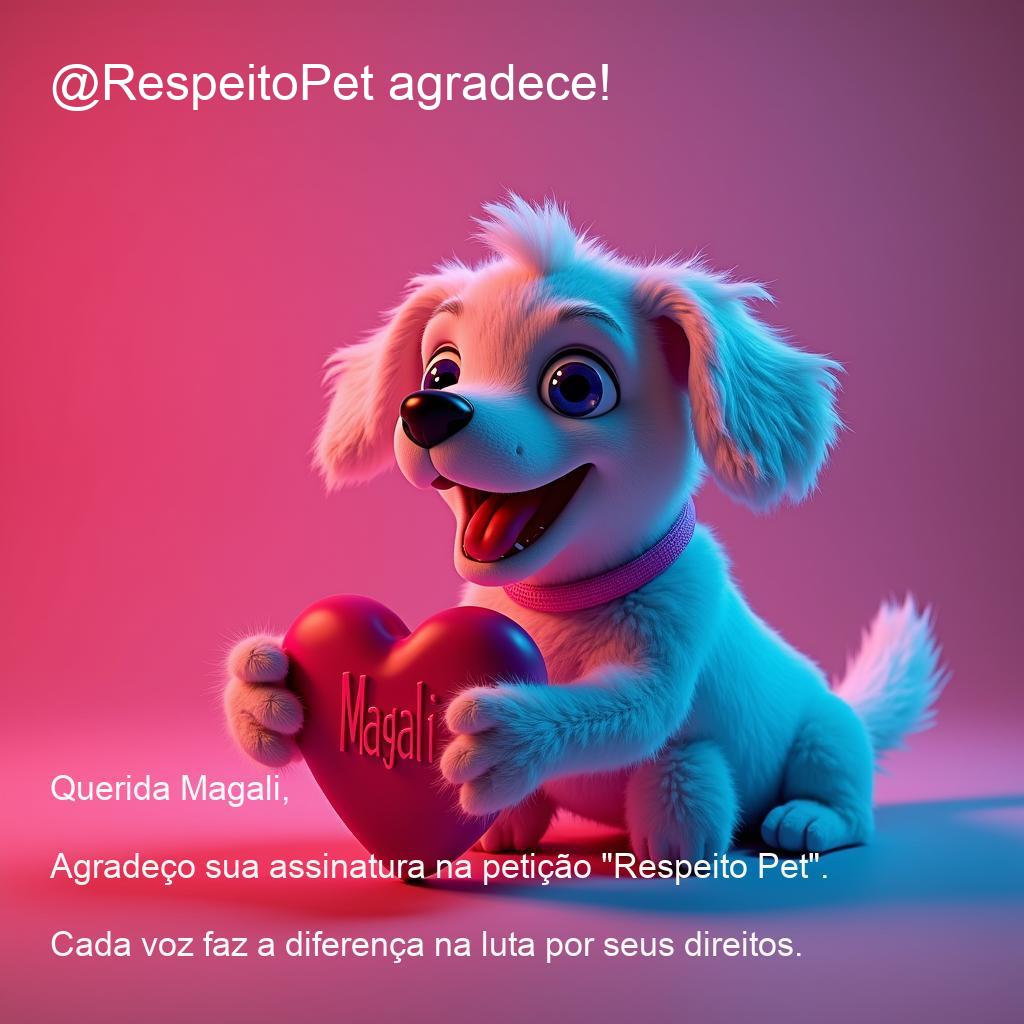 @RespeitoPet agradece!
Magali
Querida Magali,
Agradeço sua assinatura na petição "Respeito Pet".
Cada voz faz a diferença na luta por seus direitos.